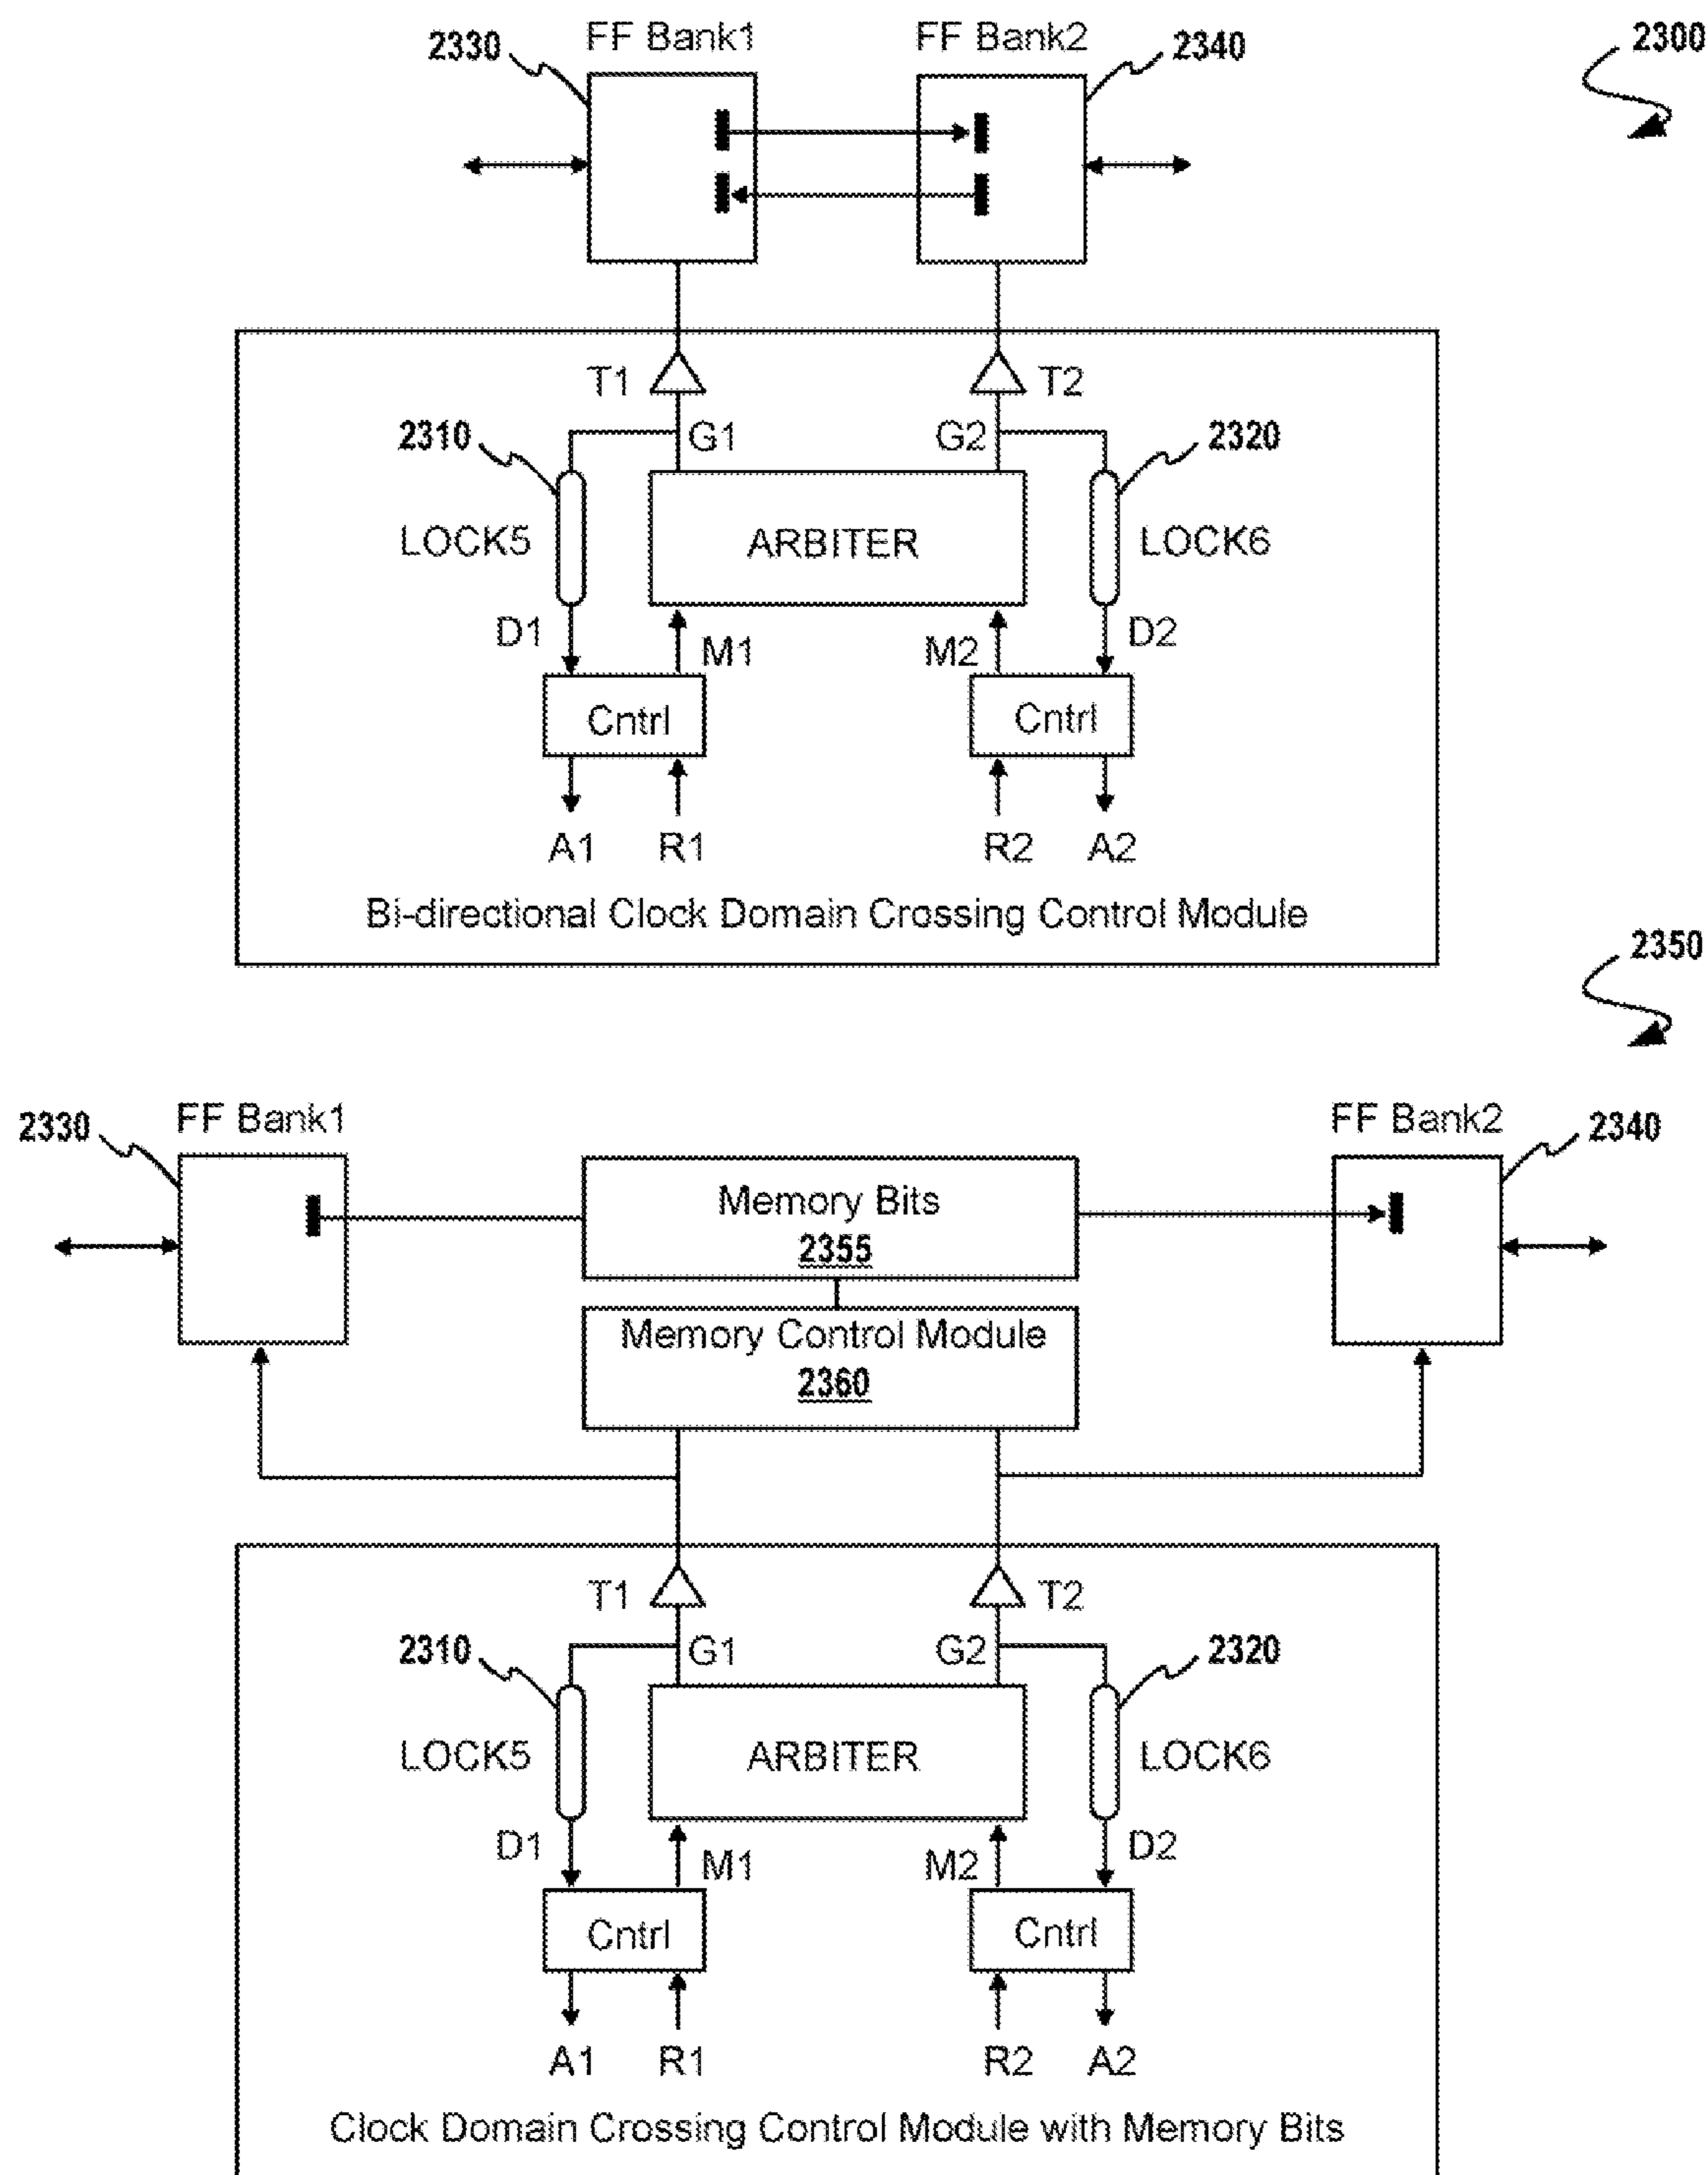 2330 FF Bank1 FF Bank2 2340 2300
T1 T2
2310 G1 G2 2320
LOCK5 ARBITER LOCK6
D1 M1 M2 D2
Cntrl Cntrl
A1 R1 R2 A2
Bi-directional Clock Domain Crossing Control Module
2350
2330 FF Bank1 FF Bank2 2340
Memory Bits
2355
Memory Control Module
2360
T1 T2
2310 G1 G2 2320
LOCK5 ARBITER LOCK6
D1 M1 M2 D2
Cntrl Cntrl
A1 R1 R2 A2
Clock Domain Crossing Control Module with Memory Bits